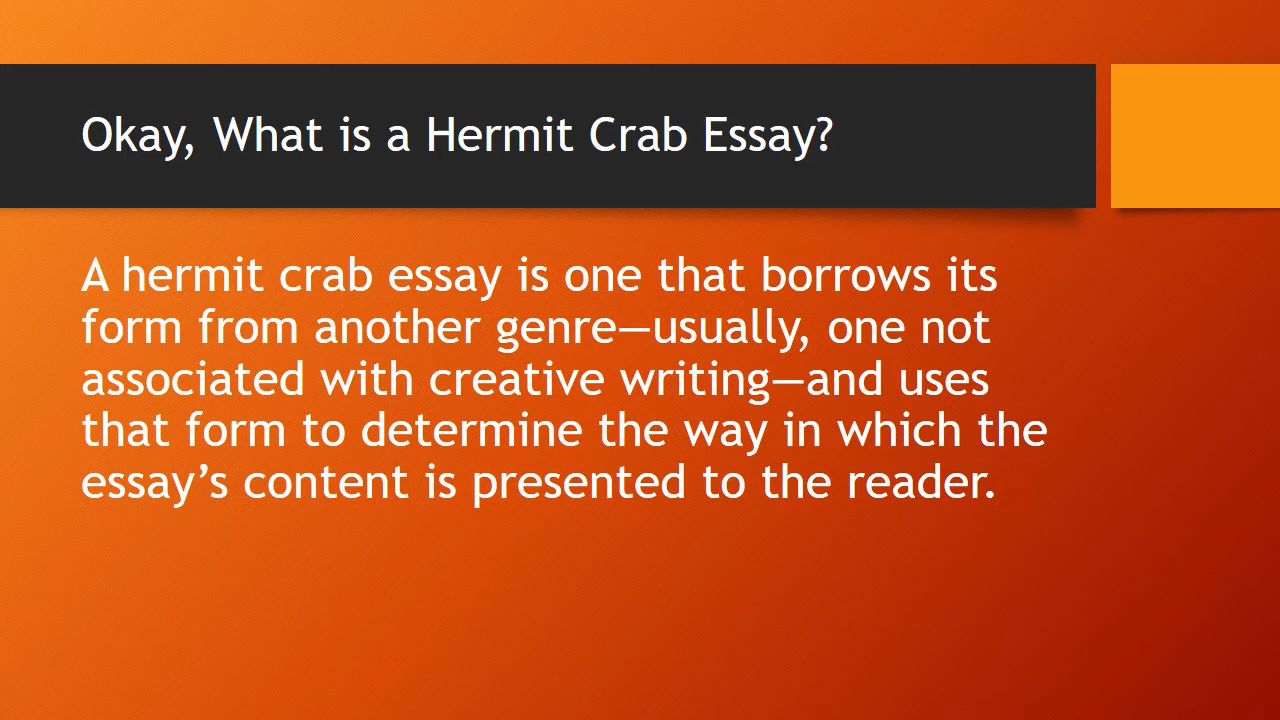 Okay, What is a Hermit Crab Essay?
A hermit crab essay is one that borrows its
form from another genre—usually, one not
associated with creative writing—and uses
that form to determine the way in which the
essay’s content is presented to the reader.